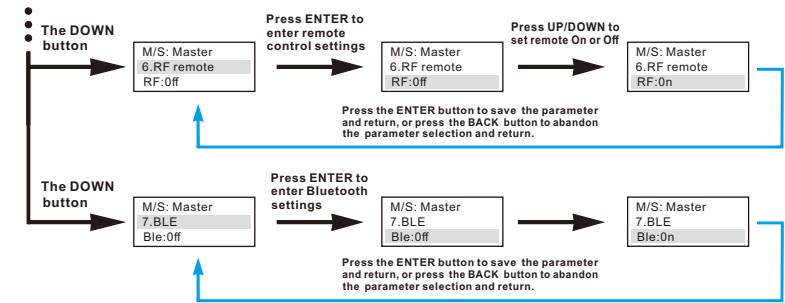 The DOWN
button
M/S: Master
6.RF remote
RF:0ff
Press ENTER to
enter remote
control settings
M/S: Master
6.RF remote
RF:0ff
Press UP/DOWN to
set remote On or Off
M/S: Master
6.RF remote
RF:0n
Press the ENTER button to save the parameter
and return, or press the BACK button to abandon
the parameter selection and return.
The DOWN
button
M/S: Master
7.BLE
Ble:0ff
Press ENTER to
enter Bluetooth
settings
M/S: Master
7.BLE
Ble:0ff
M/S: Master
7.BLE
Ble:0n
Press the ENTER button to save the parameter
and return, or press the BACK button to abandon
the parameter selection and return.